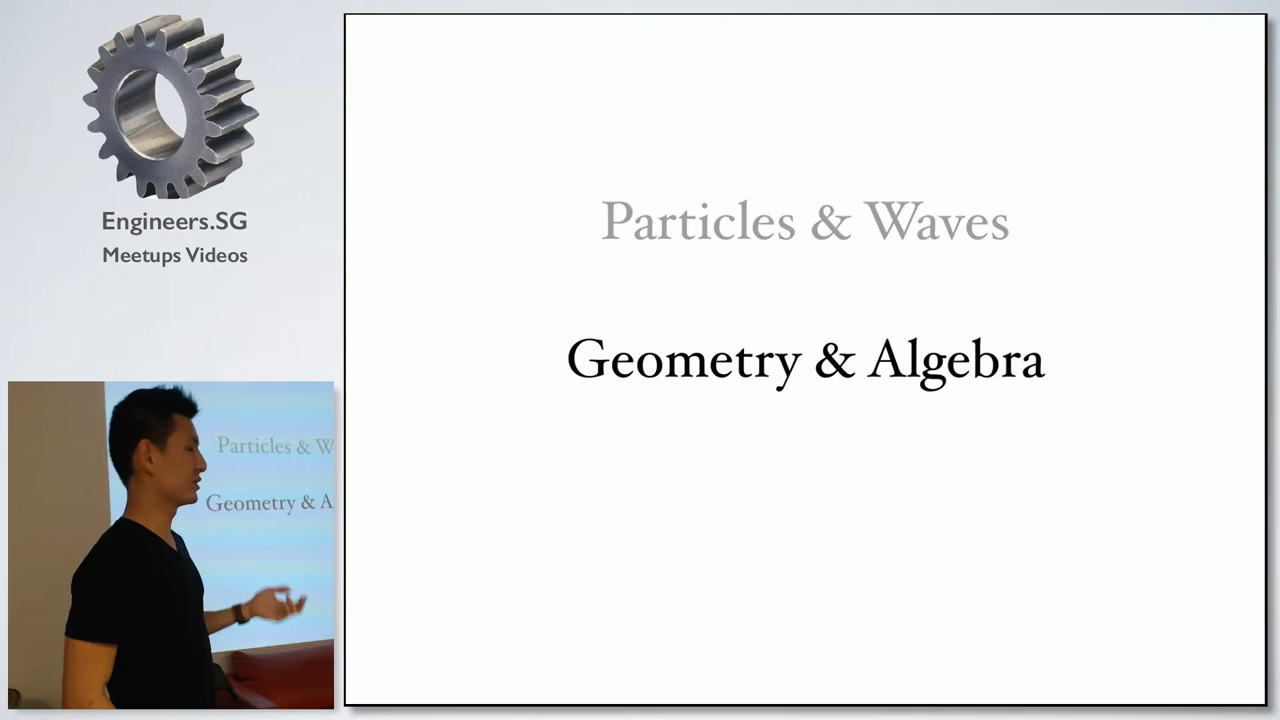 Engineers.SG
Meetups Videos
Particles & Waves
Geometry & Algebra
Particles & W
Geometry & A